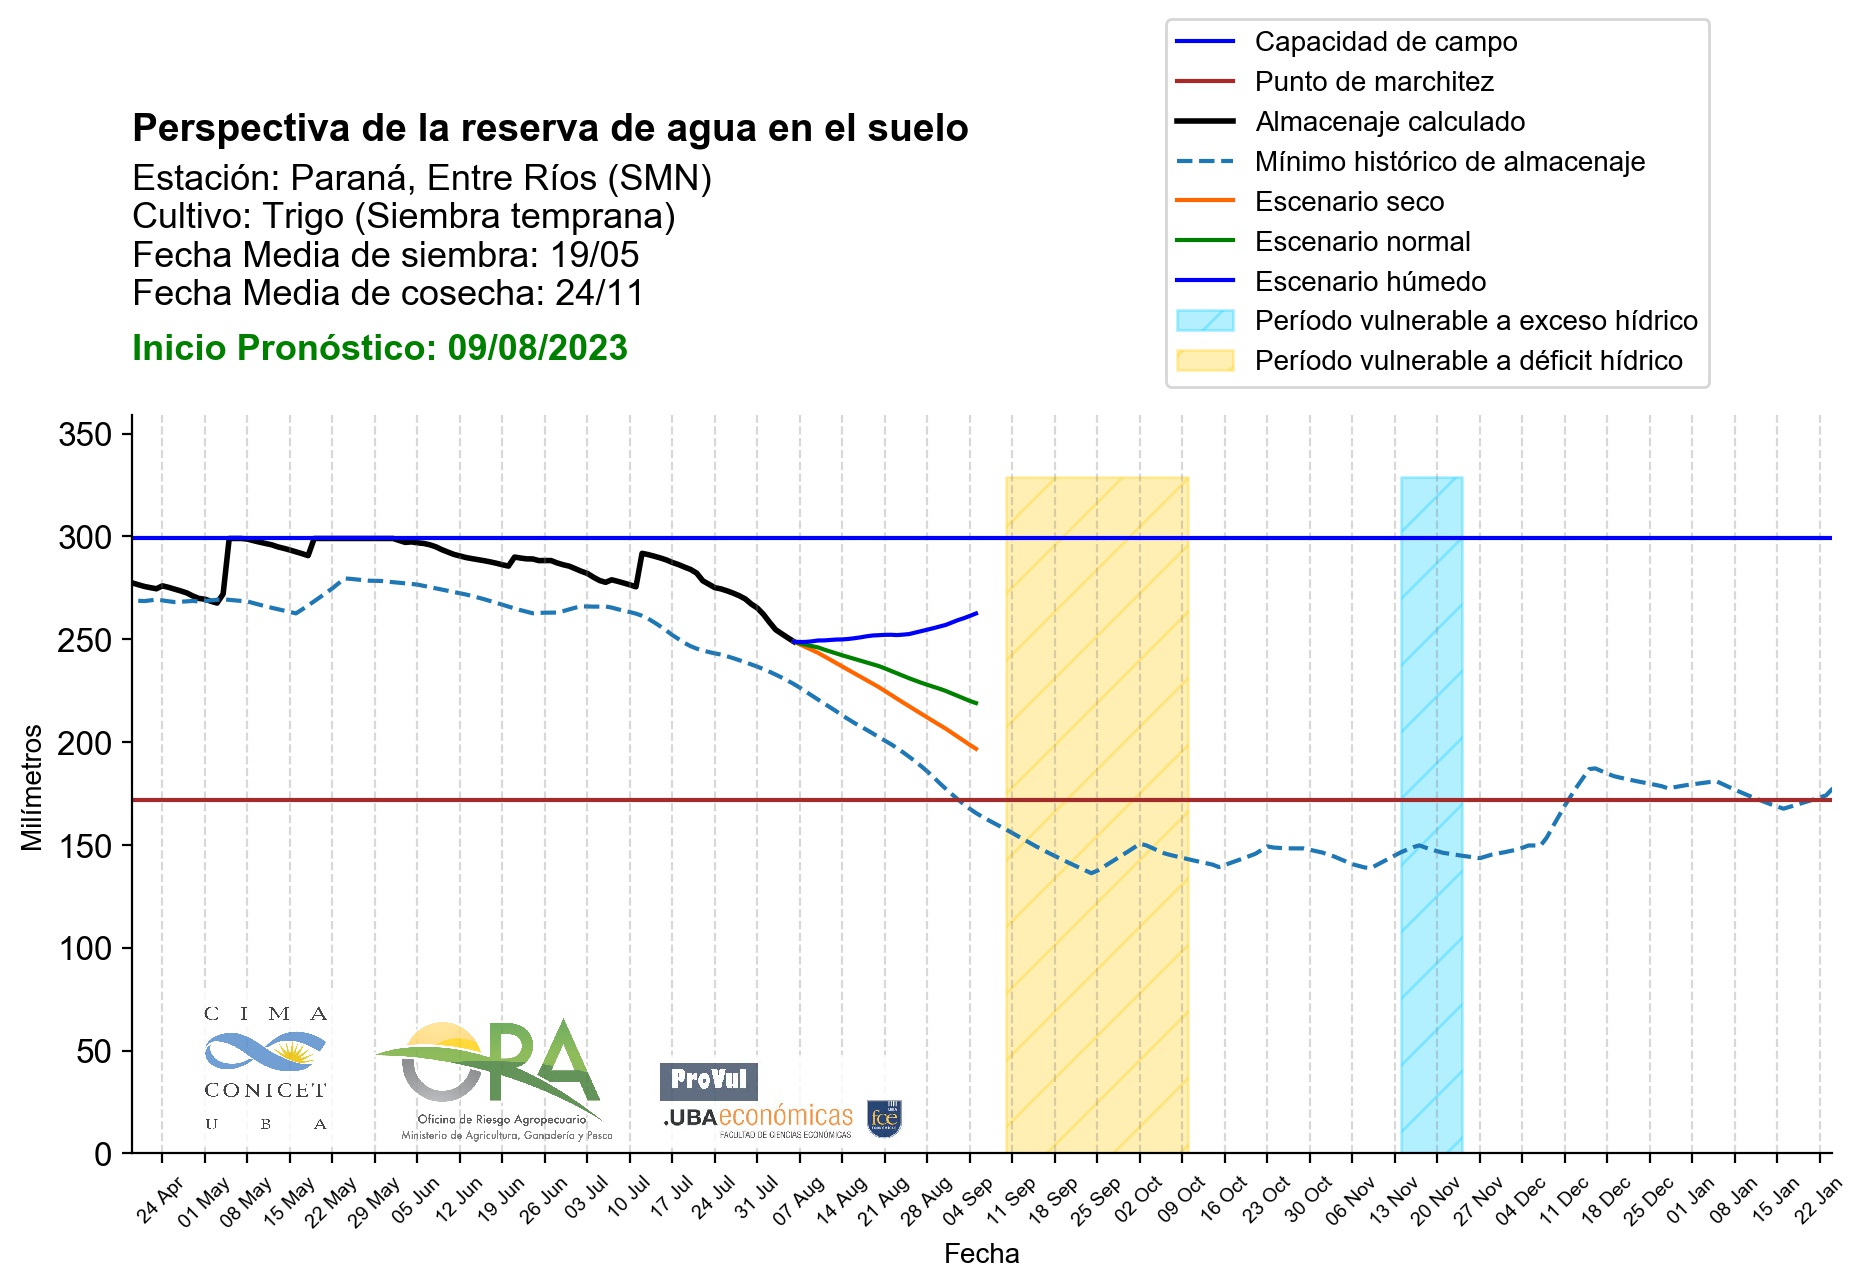 Capacidad de campo
Punto de marchitez
Almacenaje calculado
Mínimo histórico de almacenaje
Escenario seco
Escenario normal
Escenario húmedo
Período vulnerable a exceso hídrico
Período vulnerable a déficit hídrico
Perspectiva de la reserva de agua en el suelo
Estación: Paraná, Entre Ríos (SMN)
Cultivo: Trigo (Siembra temprana)
Fecha Media de siembra: 19/05
Fecha Media de cosecha: 24/11
Inicio Pronóstico: 09/08/2023
350
300
250
200
150
100
50
0
Milímetros
CIMA
CONICET
UBA
ORA
Oficina de Riesgo Agropecuario
Ministerio de Agricultura, Ganadería y Pesca
ProVul
.UBAeconómicas
FACULTAD DE CIENCIAS ECONÓMICAS
fce
24 Apr
01 May
08 May
15 May
22 May
29 May
05 Jun
12 Jun
19 Jun
26 Jun
03 Jul
10 Jul
17 Jul
24 Jul
31 Jul
07 Aug
14 Aug
21 Aug
28 Aug
04 Sep
11 Sep
18 Sep
25 Sep
02 Oct
09 Oct
16 Oct
23 Oct
30 Oct
06 Nov
13 Nov
20 Nov
27 Nov
04 Dec
11 Dec
18 Dec
25 Dec
01 Jan
08 Jan
15 Jan
22 Jan
Fecha